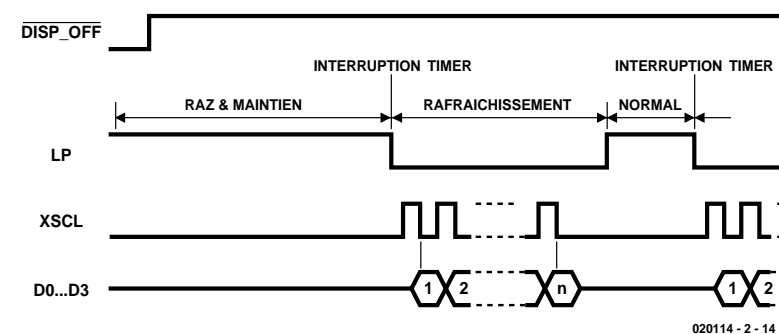 DISP_OFF
INTERRUPTION TIMER INTERRUPTION TIMER
RAZ & MAINTIEN RAFRAICHISSEMENT NORMAL
LP
XSCL
D0...D3 1 2 n 1 2
020114 - 2 - 14